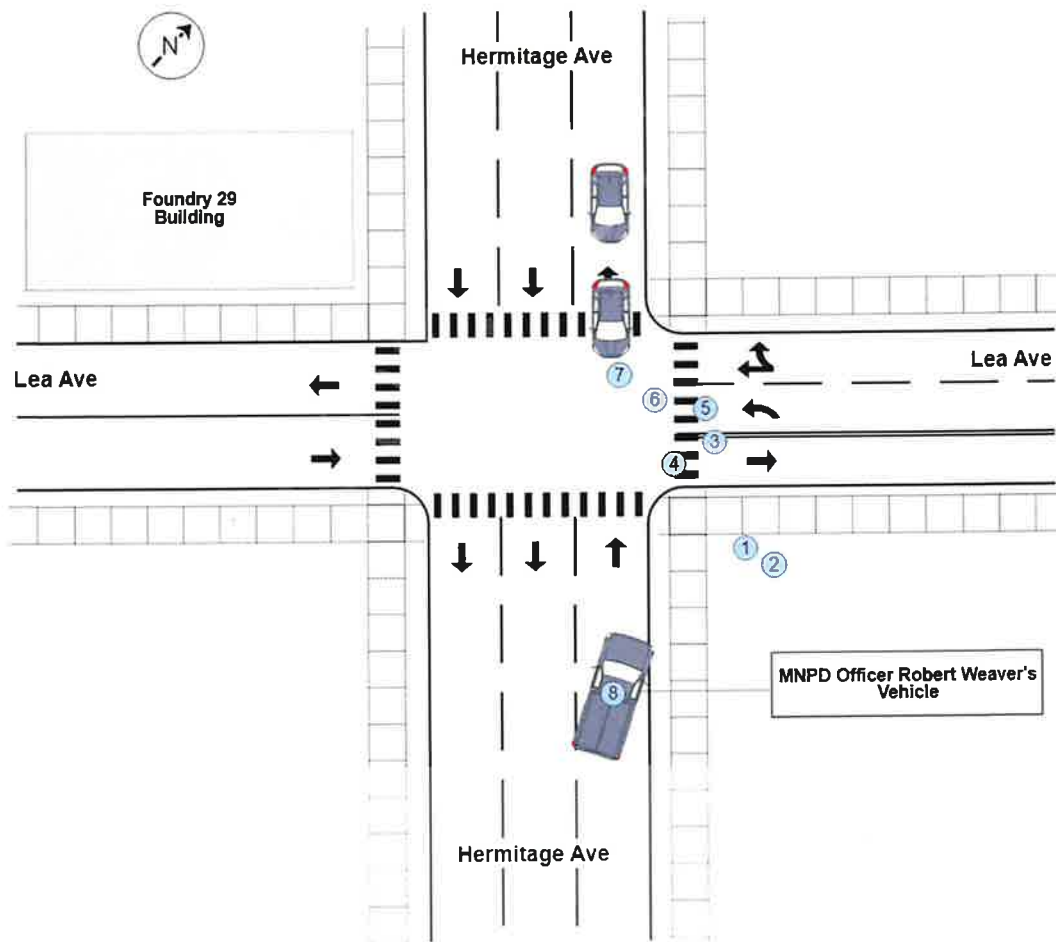 N
Hermitage Ave
Foundry 29
Building
Lea Ave
Lea Ave
7
6
5
3
4
1
2
MNPD Officer Robert Weaver's
Vehicle
8
Hermitage Ave